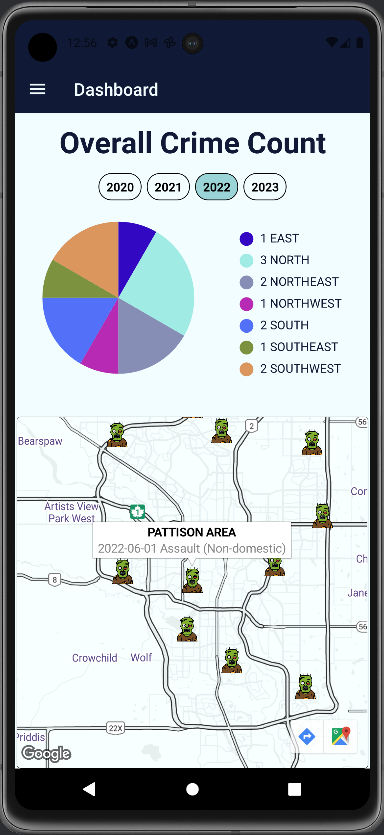 12:56
Dashboard
Overall Crime Count
2020 2021 2022 2023
1 EAST
3 NORTH
2 NORTHEAST
1 NORTHWEST
2 SOUTH
1 SOUTHEAST
2 SOUTHWEST
2
56
Bearspaw
Cor
Artists View
Park West
1
PATTISON AREA
2022-06-01 Assault (Non-domestic)
Ch
8
Jane
56
Crowchild Wolf
22X
Priddis
Google